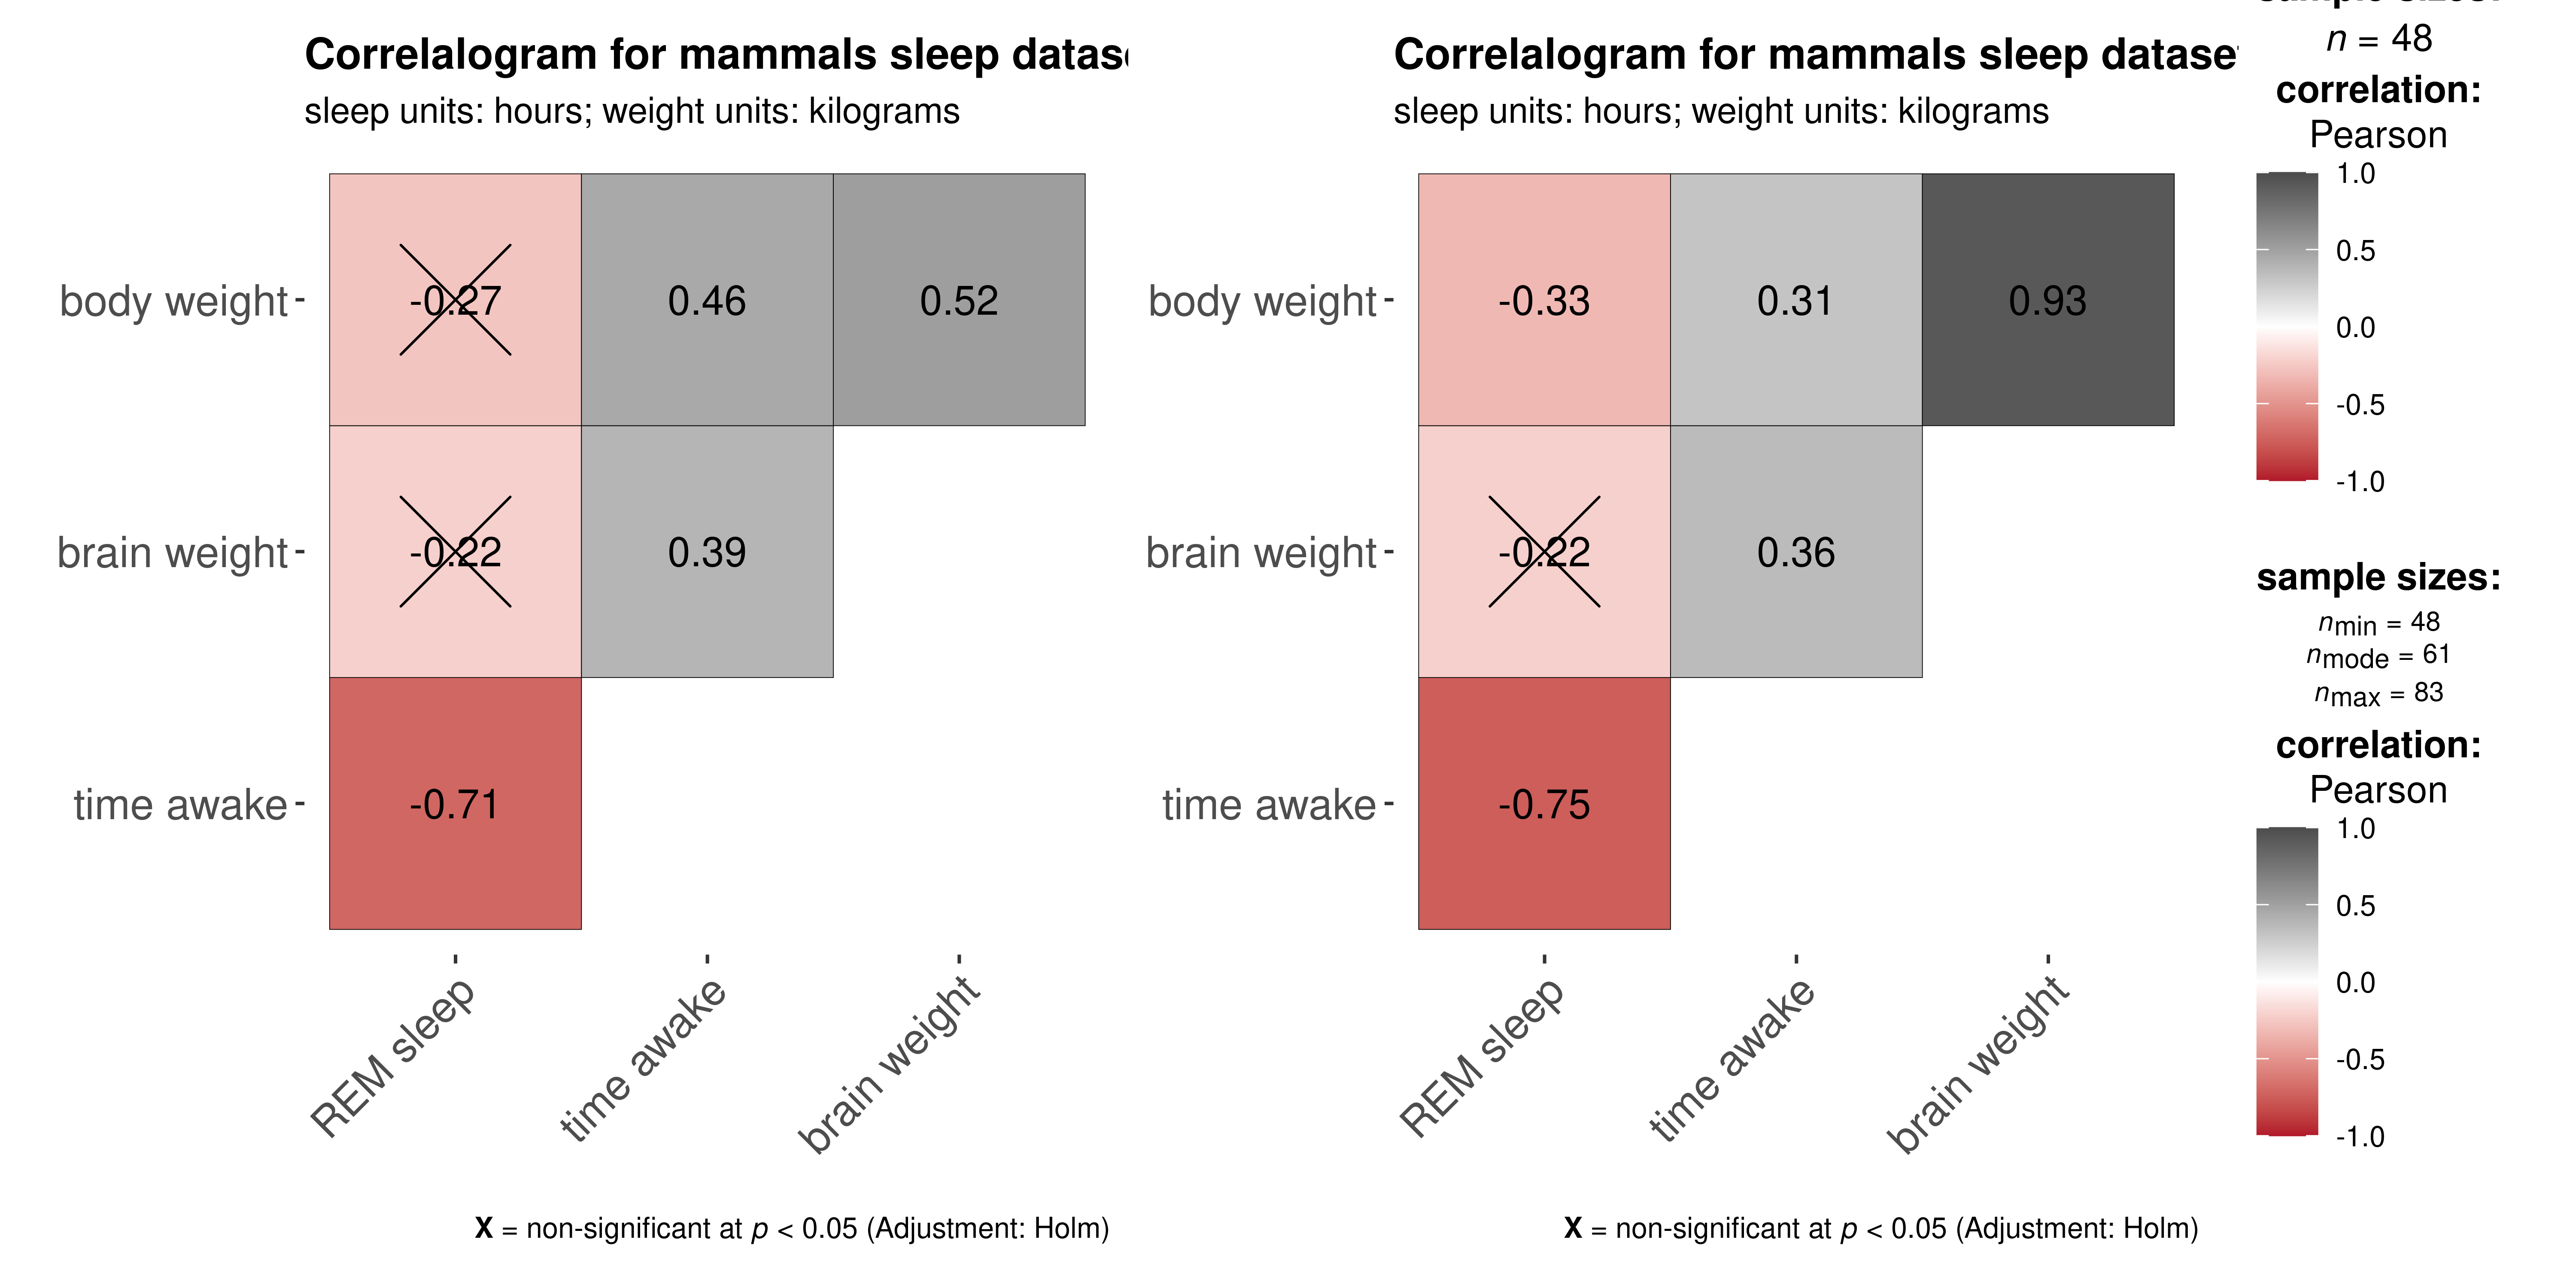 Correlalogram for mammals sleep datas
sleep units: hours; weight units: kilograms
body weight
-0.27
0.46
0.52
brain weight
-0.22
0.39
time awake
-0.71
REM sleep
time awake
brain weight
X = non-significant at p < 0.05 (Adjustment: Holm)
Correlalogram for mammals sleep datase
sleep units: hours; weight units: kilograms
body weight
-0.33
0.31
0.93
brain weight
-0.22
0.36
time awake
-0.75
REM sleep
time awake
brain weight
X = non-significant at p < 0.05 (Adjustment: Holm)
sample sizes:
n = 48
correlation:
Pearson
1.0
0.5
0.0
-0.5
-1.0
sample sizes:
nmin = 48
nmode = 61
nmax = 83
correlation:
Pearson
1.0
0.5
0.0
-0.5
-1.0